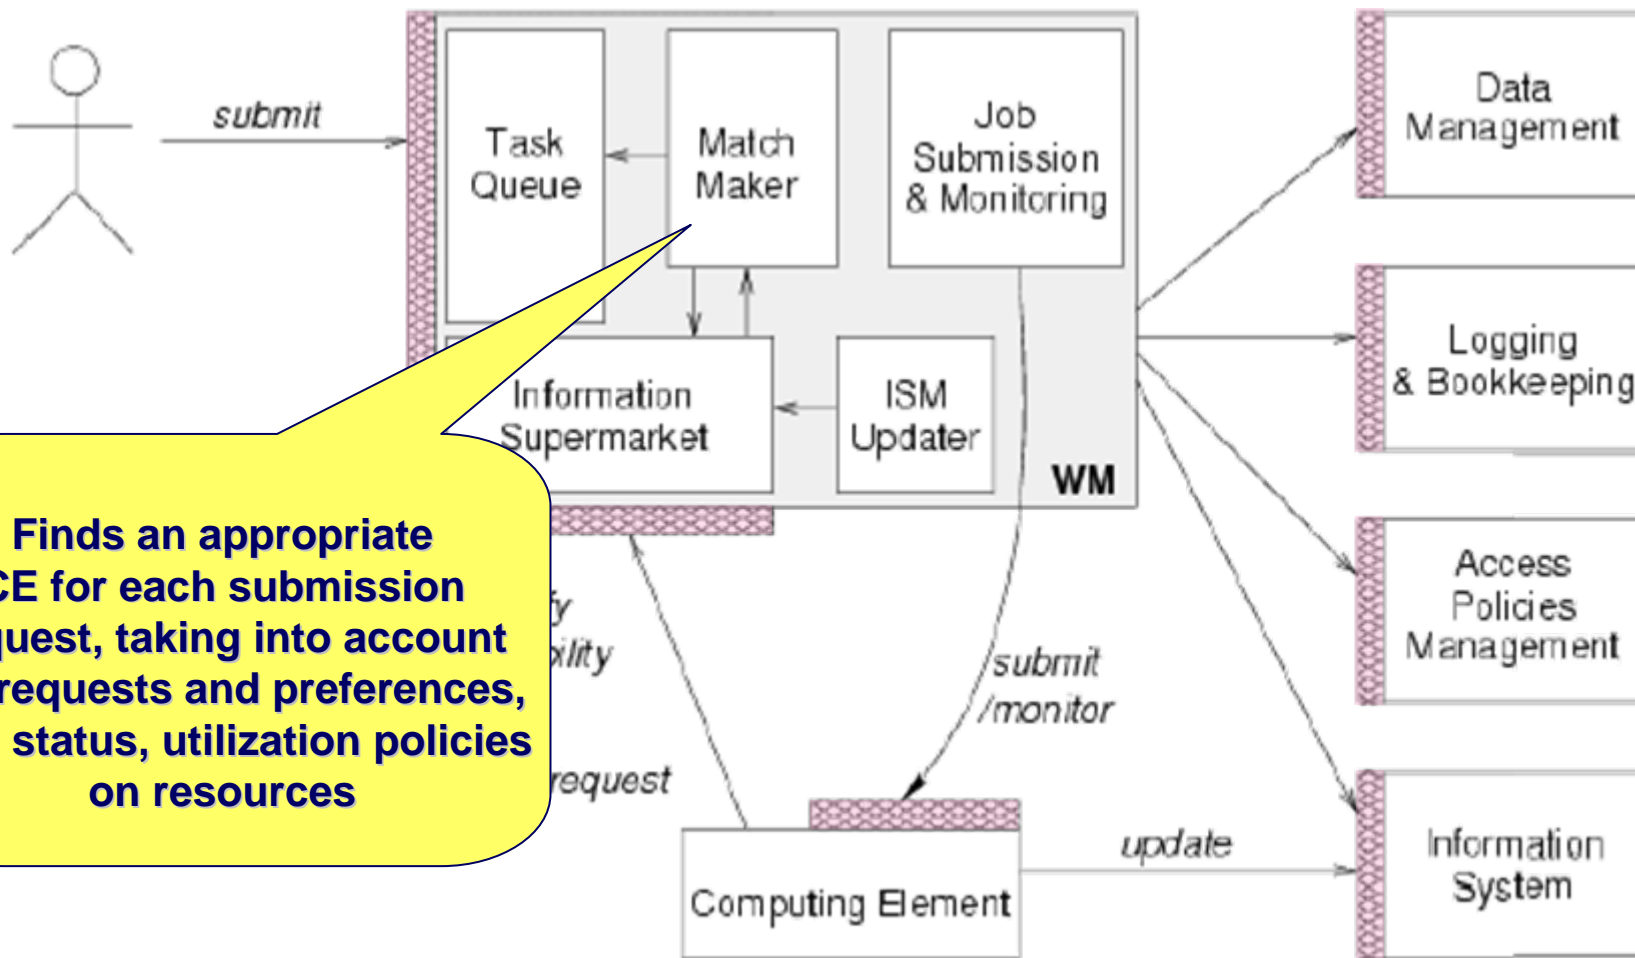 submit
Task
Queue
Match
Maker
Job
Submission
& Monitoring
Information
Supermarket
ISM
Updater
WM
Finds an appropriate
for each submission
taking into account
requests and preferences,
status, utilization policies
on resources
request
submit
/monitor
Computing Element
update
Data
Management
Logging
& Bookkeeping
Access
Policies
Management
Information
System